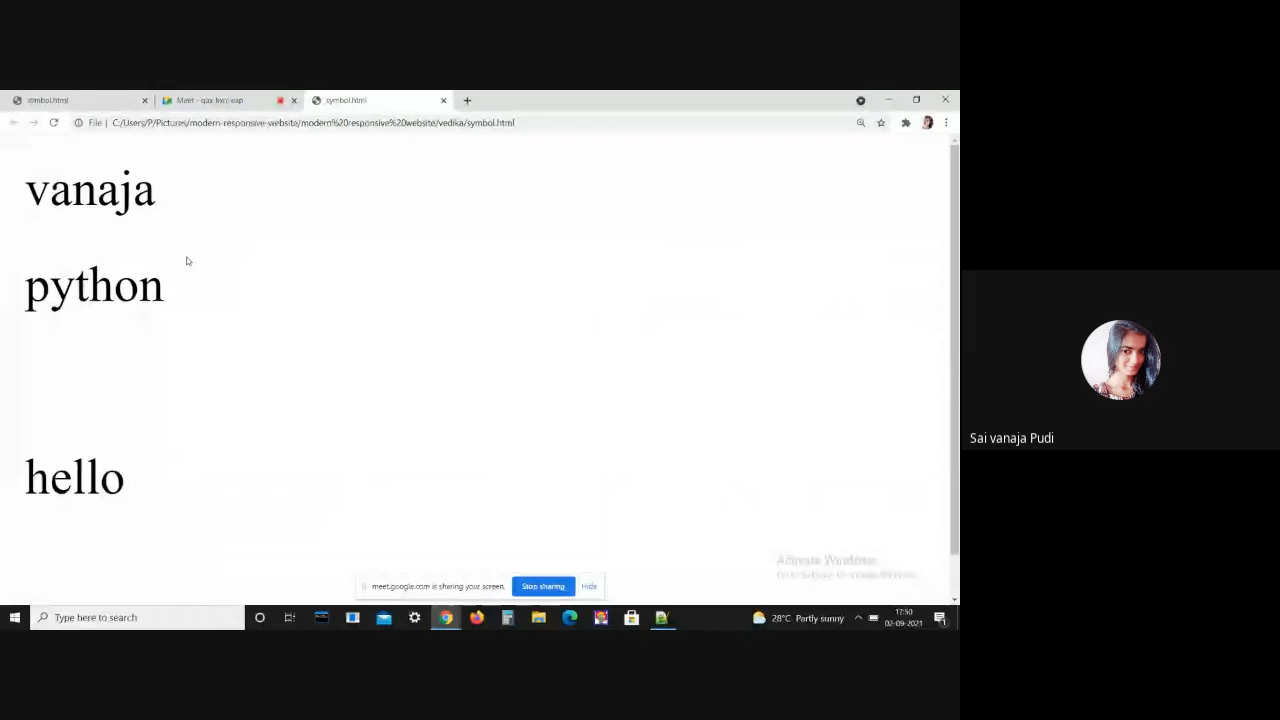 symbol.html
Meet - qax
symbol.html
File | C:/Users/P/Pictures/modern-responsive-website/modern%20responsive%20website/vedika/symbol.html
vanaja
python
hello
Sai vanaja Pudi
Activate Windows
meet.google.com is sharing your screen. Stop sharing Hide
Type here to search
28°C Partly sunny
17:50
02-09-2021